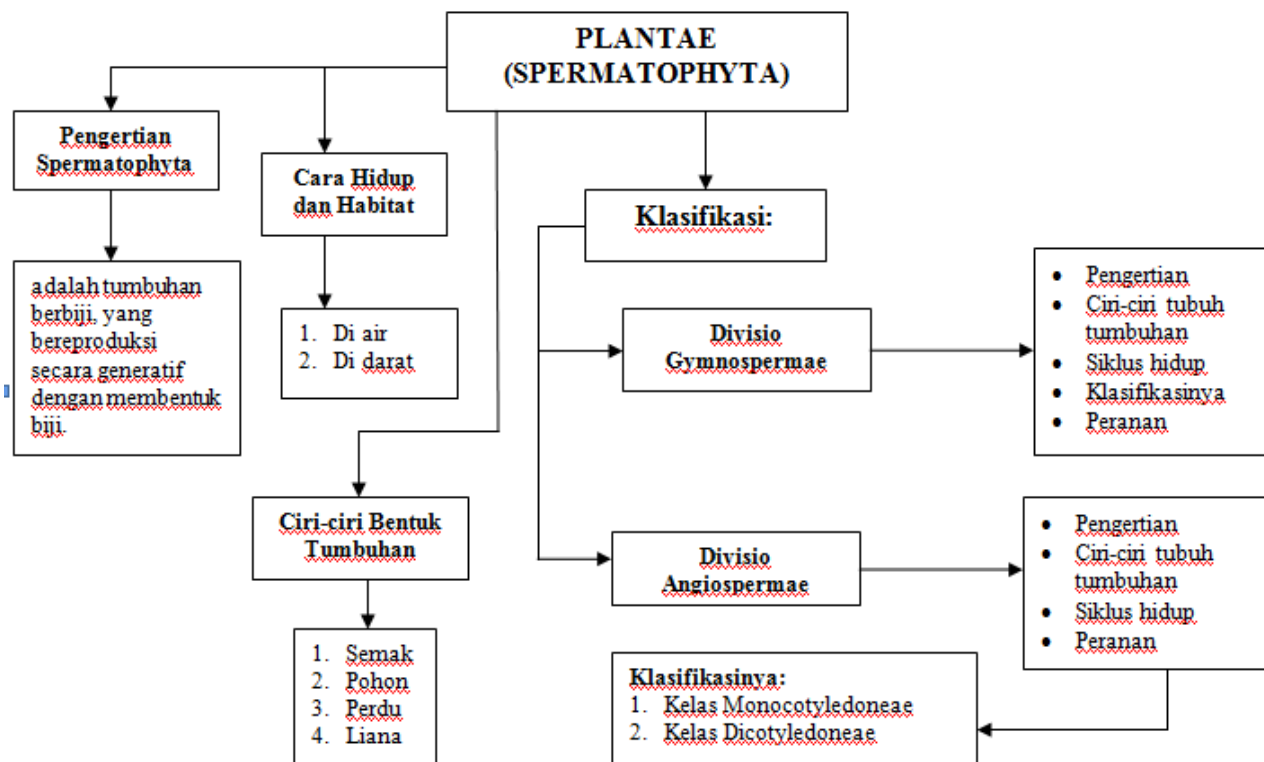 PLANTAE
(SPERMATOPHYTA)
Pengertian
Spermatophyta
adalah tumbuhan
berbiji, yang
bereproduksi
secara generatif
dengan membentuk
biji.
Cara Hidup
dan Habitat
1. Di air
2. Di darat
Ciri-ciri Bentuk
Tumbuhan
1. Semak
2. Pohon
3. Perdu
4. Liana
Klasifikasi:
Divisio
Gymnospermae
• Pengertian
• Ciri-ciri tubuh
tumbuhan
• Siklus hidup
• Klasifikasinya
• Peranan
Divisio
Angiospermae
• Pengertian
• Ciri-ciri tubuh
tumbuhan
• Siklus hidup
• Peranan
Klasifikasinya:
1. Kelas Monocotyledoneae
2. Kelas Dicotyledoneae